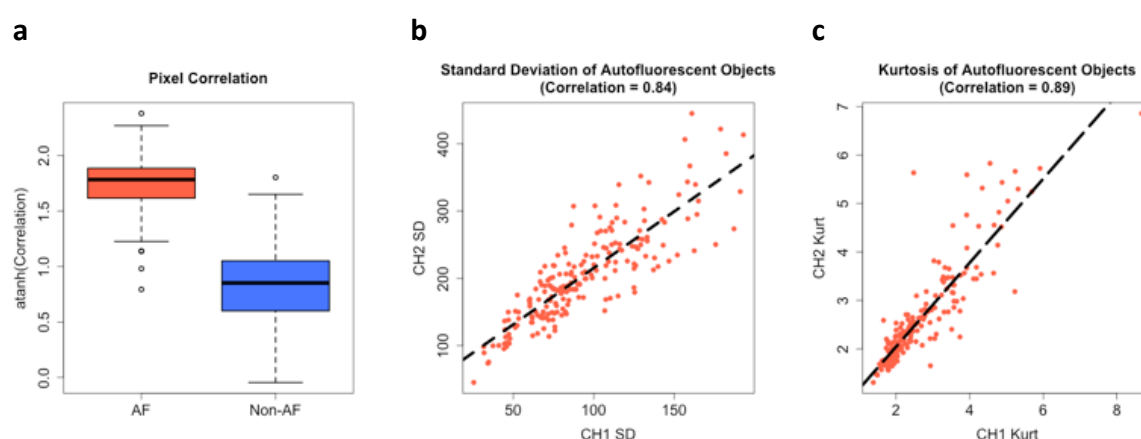 a
Pixel Correlation
atanh(Correlation)
2.0
1.5
1.0
0.5
0.0
AF
Non-AF
b
Standard Deviation of Autofluorescent Objects
(Correlation = 0.84)
CH2 SD
400
300
200
100
50
100
150
CH1 SD
c
Kurtosis of Autofluorescent Objects
(Correlation = 0.89)
CH2 Kurt
7
6
5
4
3
2
2
4
6
8
CH1 Kurt